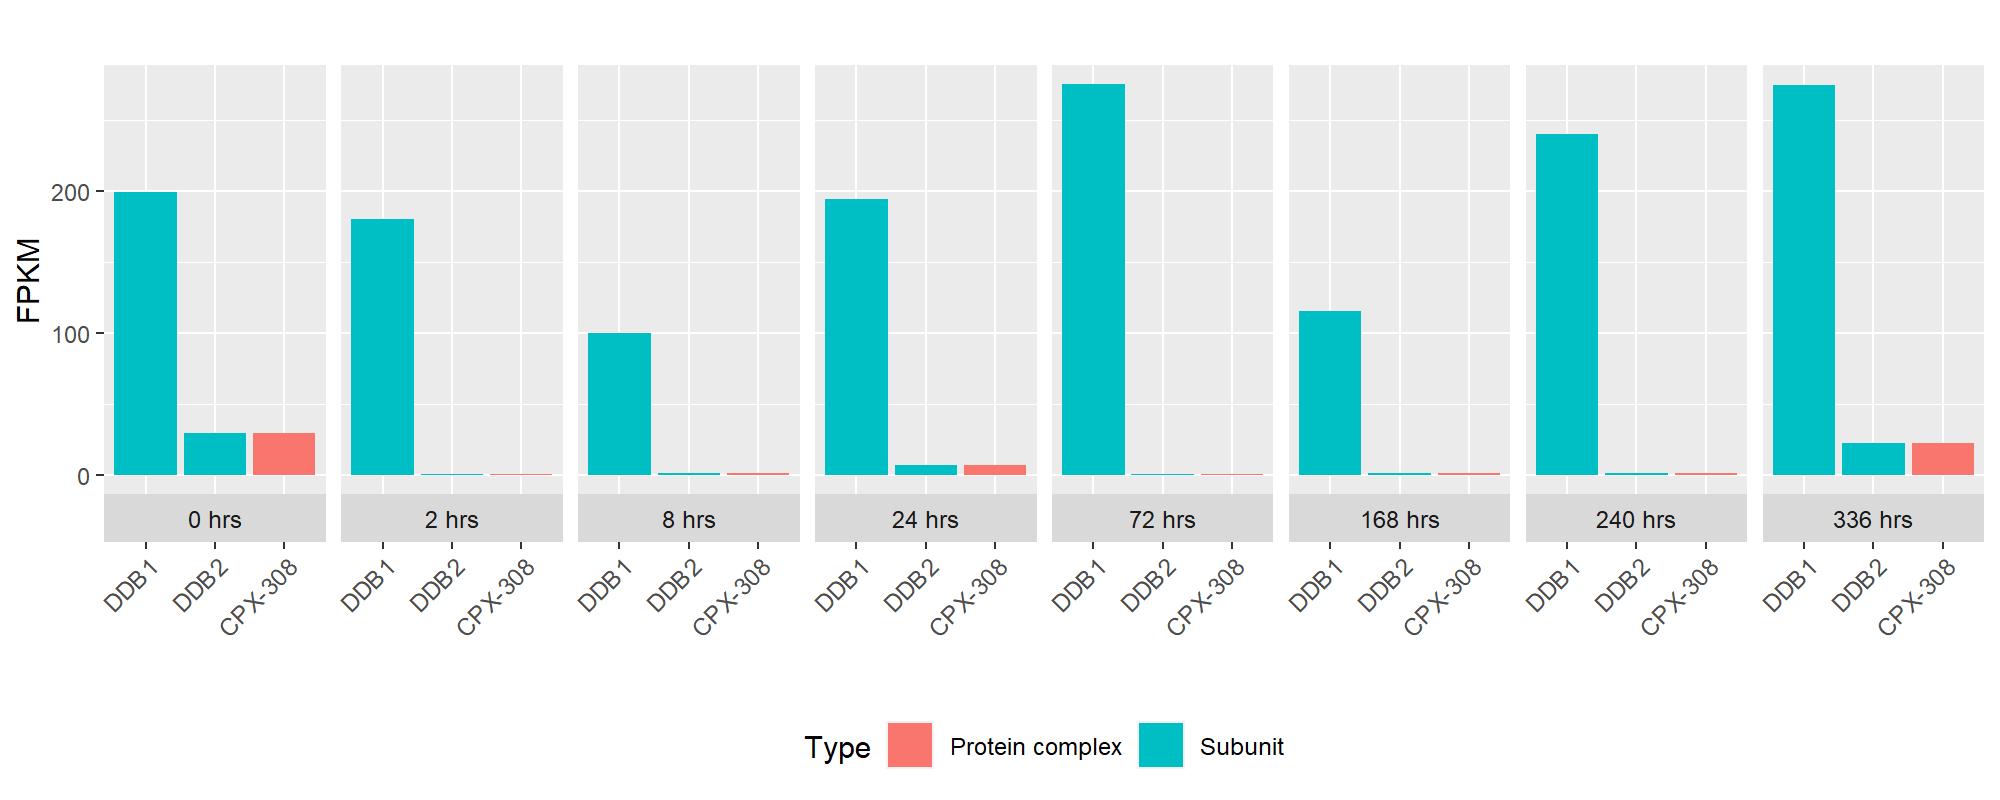 FPKM
200
100
0
0 hrs
2 hrs
8 hrs
24 hrs
72 hrs
168 hrs
240 hrs
336 hrs
DDB1
DDB2
CPX-308
DDB1
DDB2
CPX-308
DDB1
DDB2
CPX-308
DDB1
DDB2
CPX-308
DDB1
DDB2
CPX-308
DDB1
DDB2
CPX-308
DDB1
DDB2
CPX-308
DDB1
DDB2
CPX-308
Type Protein complex Subunit